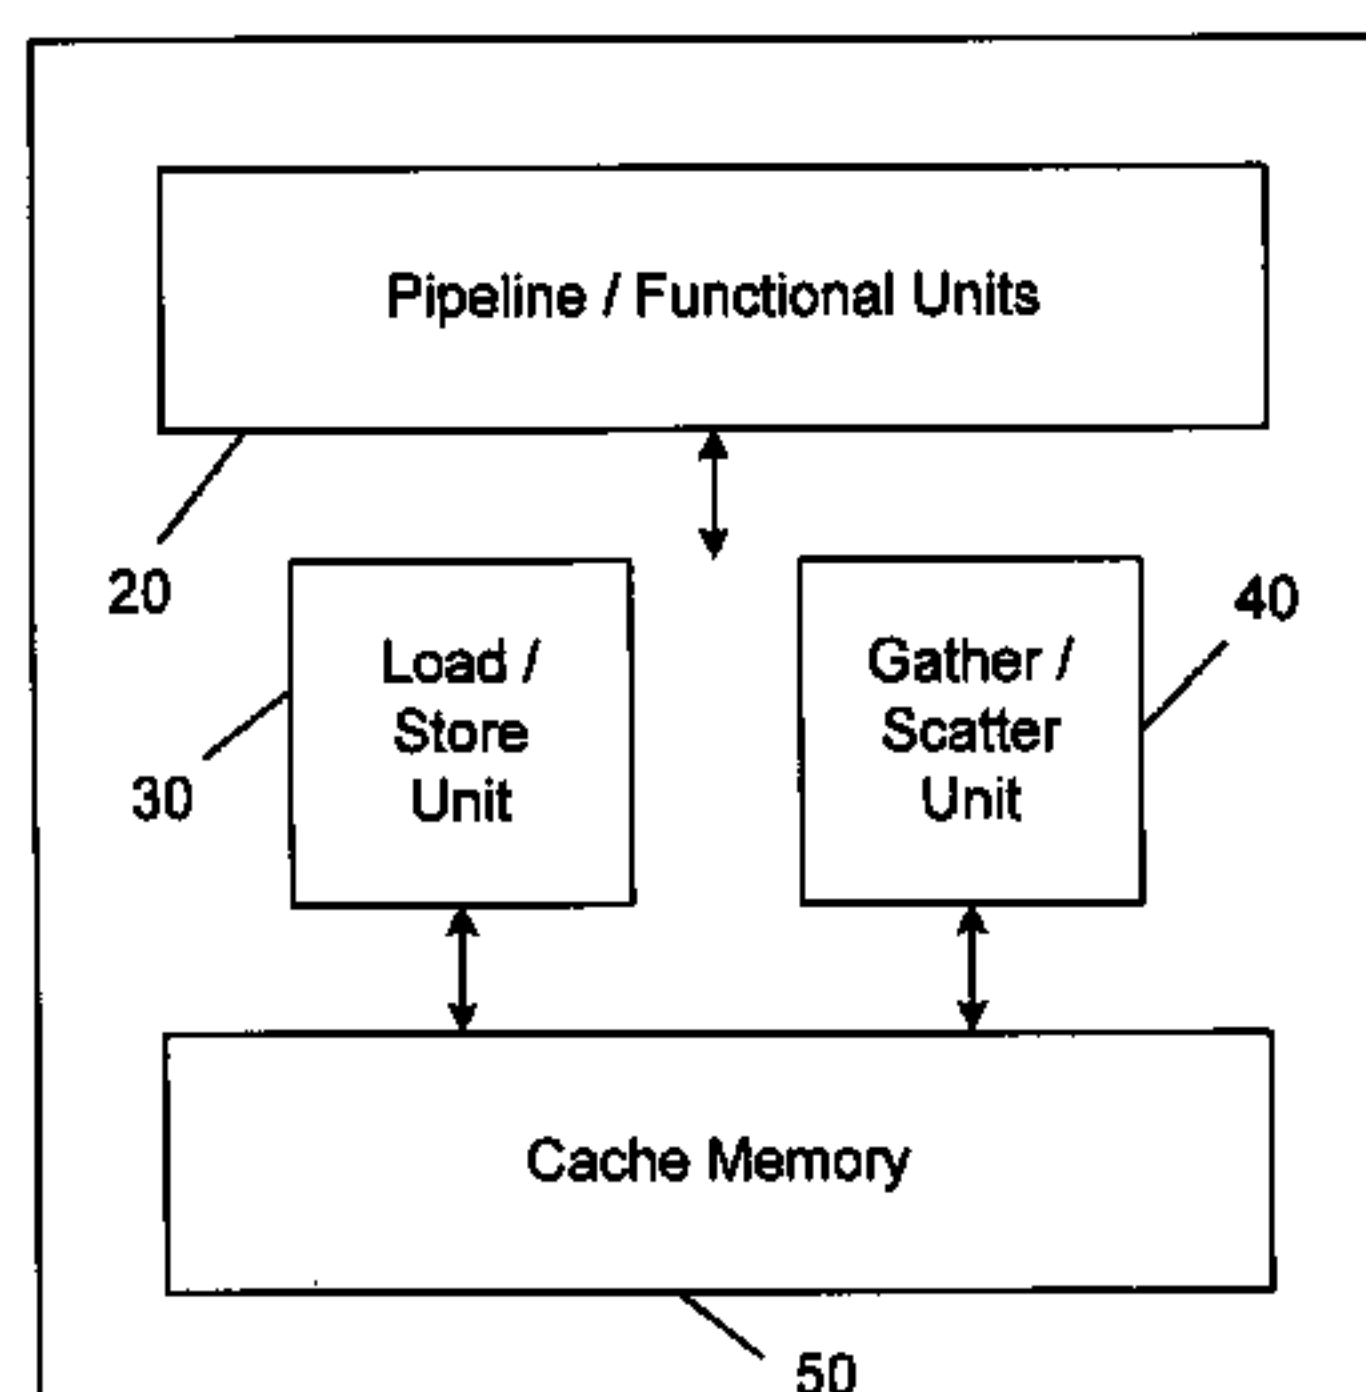 Pipeline / Functional Units
20
40
Load /
Store
Unit
Gather /
Scatter
Unit
30
Cache Memory
50